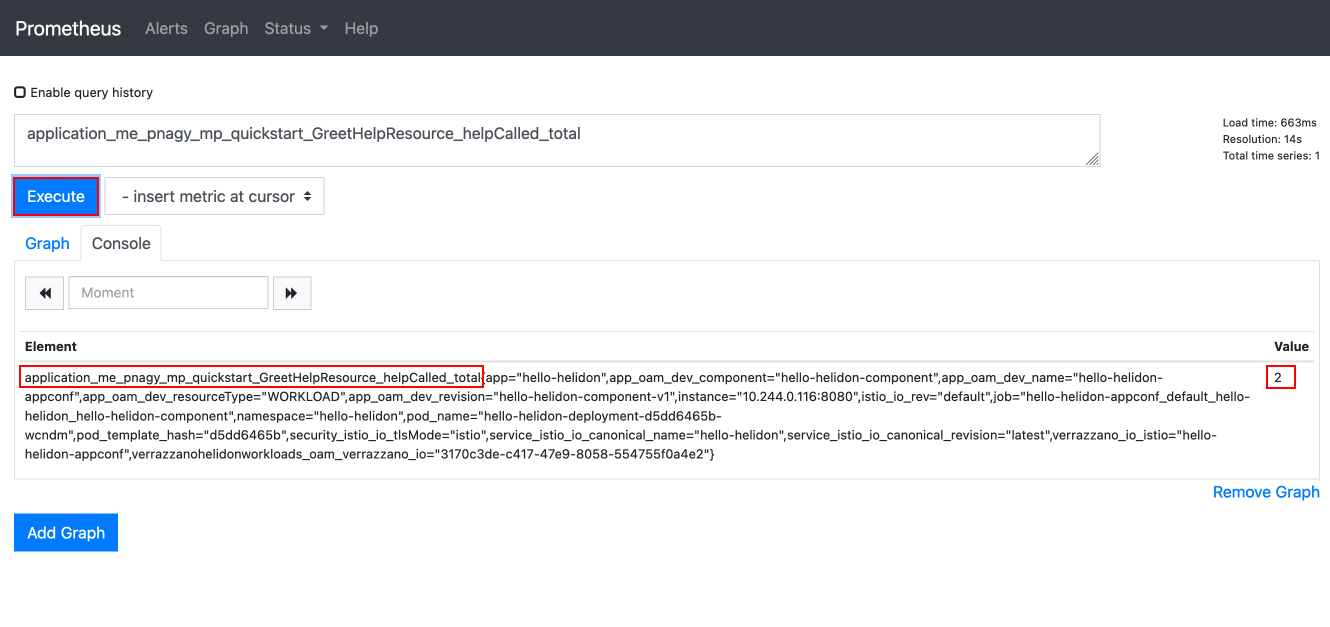 Prometheus Alerts Graph Status Help
Enable query history
application_me_pnagy_mp_quickstart_GreetHelpResource_helpCalled_total
Load time: 663ms
Resolution: 14s
Total time series: 1
Execute - insert metric at cursor
Graph Console
Moment
Element Value
application_me_pnagy_mp_quickstart_GreetHelpResource_helpCalled_total{app="hello-helidon",app_oam_dev_component="hello-helidon-component",app_oam_dev_name="hello-helidon- 2
appconf",app_oam_dev_resourceType="WORKLOAD",app_oam_dev_revision="hello-helidon-component-v1",instance="10.244.0.116:8080",istio_io_rev="default",job="hello-helidon-appconf_default_hello-
helidon_hello-helidon-component",namespace="hello-helidon",pod_name="hello-helidon-deployment-d5dd6465b-
wcndm",pod_template_hash="d5dd6465b",security_istio_io_tlsMode="istio",service_istio_io_canonical_name="hello-helidon",service_istio_io_canonical_revision="latest",verrazzano_io_istio="hello-
helidon-appconf",verrazzanohelidonworkloads_oam_verrazzano_io="3170c3de-c417-47e9-8058-554755f0a4e2"}
Remove Graph
Add Graph